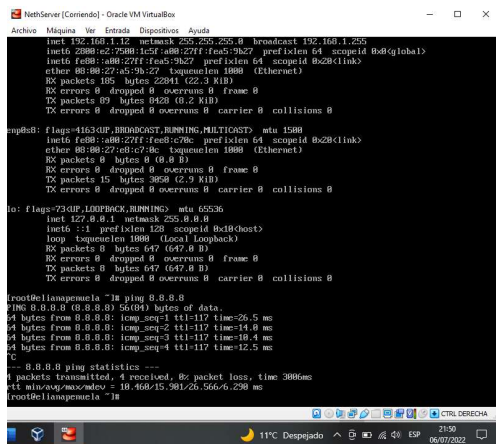 NethServer [Corriendo] - Oracle VM VirtualBox
Archivo Máquina Ver Entrada Dispositivos Ayuda
inet 192.168.1.12 netmask 255.255.255.0 broadcast 192.168.1.255
inet6 2800:e2:7500:1c5f:a00:27ff:fea5:9b27 prefixlen 64 scopeid 0x0<global>
inet6 fe80::a00:27ff:fea5:9b27 prefixlen 64 scopeid 0x20<link>
ether 08:00:27:a5:9b:27 txqueuelen 1000 (Ethernet)
RX packets 185 bytes 22841 (22.3 KiB)
RX errors 0 dropped 0 overruns 0 frame 0
TX packets 89 bytes 8428 (8.2 KiB)
TX errors 0 dropped 0 overruns 0 carrier 0 collisions 0
enp0s8: flags=4163<UP,BROADCAST,RUNNING,MULTICAST> mtu 1500
inet6 fe80::a00:27ff:fee8:c70c prefixlen 64 scopeid 0x20<link>
ether 08:00:27:e8:c7:0c txqueuelen 1000 (Ethernet)
RX packets 0 bytes 0 (0.0 B)
RX errors 0 dropped 0 overruns 0 frame 0
TX packets 15 bytes 3050 (2.9 KiB)
TX errors 0 dropped 0 overruns 0 carrier 0 collisions 0
lo: flags=73<UP,LOOPBACK,RUNNING> mtu 65536
inet 127.0.0.1 netmask 255.0.0.0
inet6 ::1 prefixlen 128 scopeid 0x10<host>
loop txqueuelen 1000 (Local Loopback)
RX packets 8 bytes 647 (647.0 B)
RX errors 0 dropped 0 overruns 0 frame 0
TX packets 8 bytes 647 (647.0 B)
TX errors 0 dropped 0 overruns 0 carrier 0 collisions 0
[root@elianapenuela ~]# ping 8.8.8.8
PING 8.8.8.8 (8.8.8.8) 56(84) bytes of data.
64 bytes from 8.8.8.8: icmp_seq=1 ttl=117 time=26.5 ms
64 bytes from 8.8.8.8: icmp_seq=2 ttl=117 time=14.0 ms
64 bytes from 8.8.8.8: icmp_seq=3 ttl=117 time=10.4 ms
64 bytes from 8.8.8.8: icmp_seq=4 ttl=117 time=12.5 ms
^C
--- 8.8.8.8 ping statistics ---
4 packets transmitted, 4 received, 0% packet loss, time 3006ms
rtt min/avg/max/mdev = 10.460/15.901/26.566/6.290 ms
[root@elianapenuela ~]#
CTRL DERECHA
11°C Despejado ESP 21:50
06/07/2022